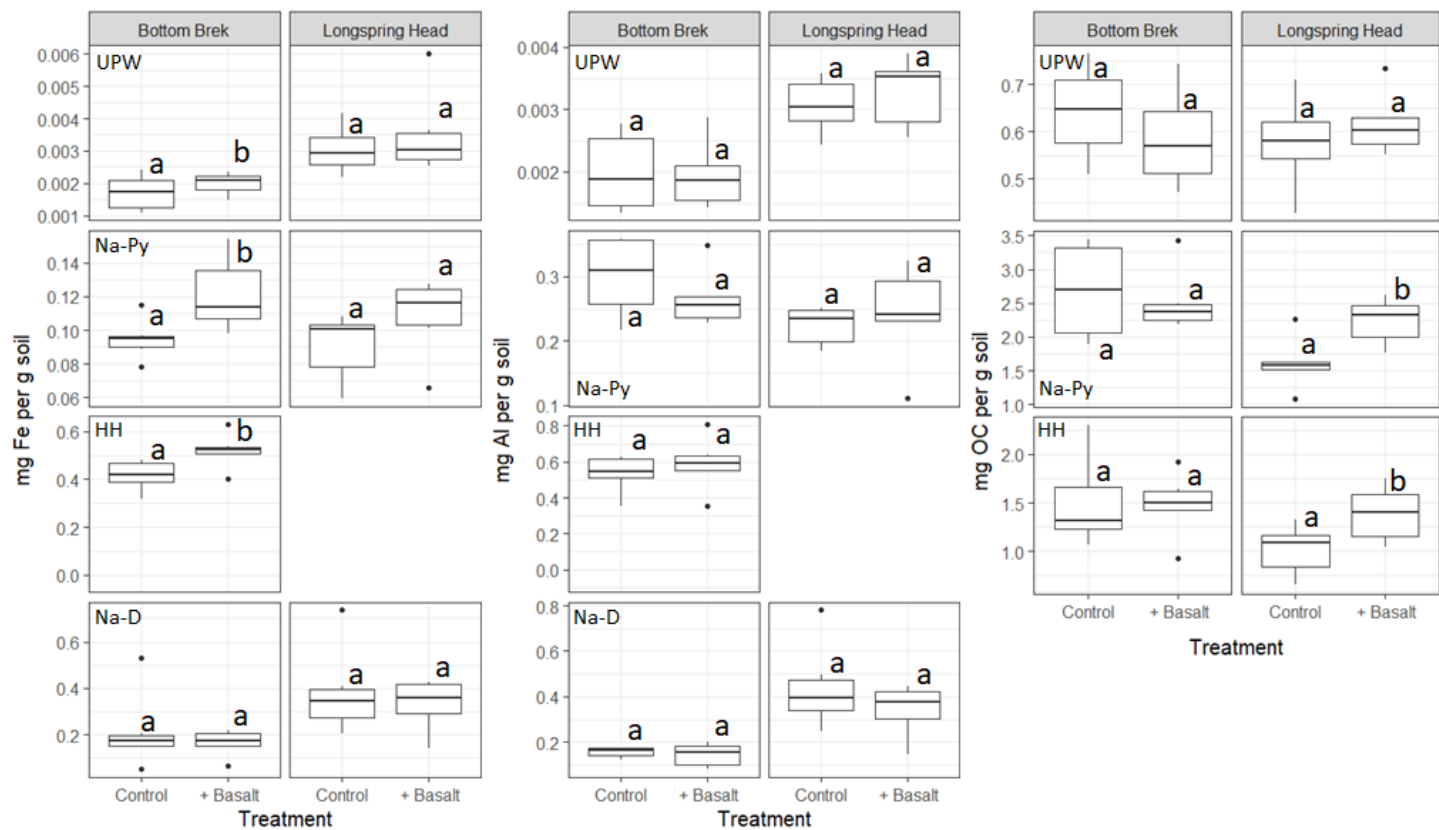 Bottom Brek Longspring Head
UPW
0.006
0.005
0.004
0.003
0.002
0.001
a b a a
Na-Py
0.14
0.12
0.10
0.08
0.06
a b a a
HH
0.6
0.4
0.2
0.0
a b
Na-D
0.6
0.4
0.2
a a a a
mg Fe per g soil
Control + Basalt Control + Basalt
Treatment
Bottom Brek Longspring Head
UPW
0.004
0.003
0.002
a a a a
0.3
0.2
0.1
a a a a
Na-Py
HH
0.8
0.6
0.4
0.2
0.0
a a
Na-D
0.8
0.6
0.4
0.2
a a a a
mg Al per g soil
Control + Basalt Control + Basalt
Treatment
Bottom Brek Longspring Head
UPW
0.7
0.6
0.5
a a a a
3.5
3.0
2.5
2.0
1.5
1.0
a a a b
Na-Py
HH
2.0
1.5
1.0
a a a b
mg OC per g soil
Control + Basalt Control + Basalt
Treatment